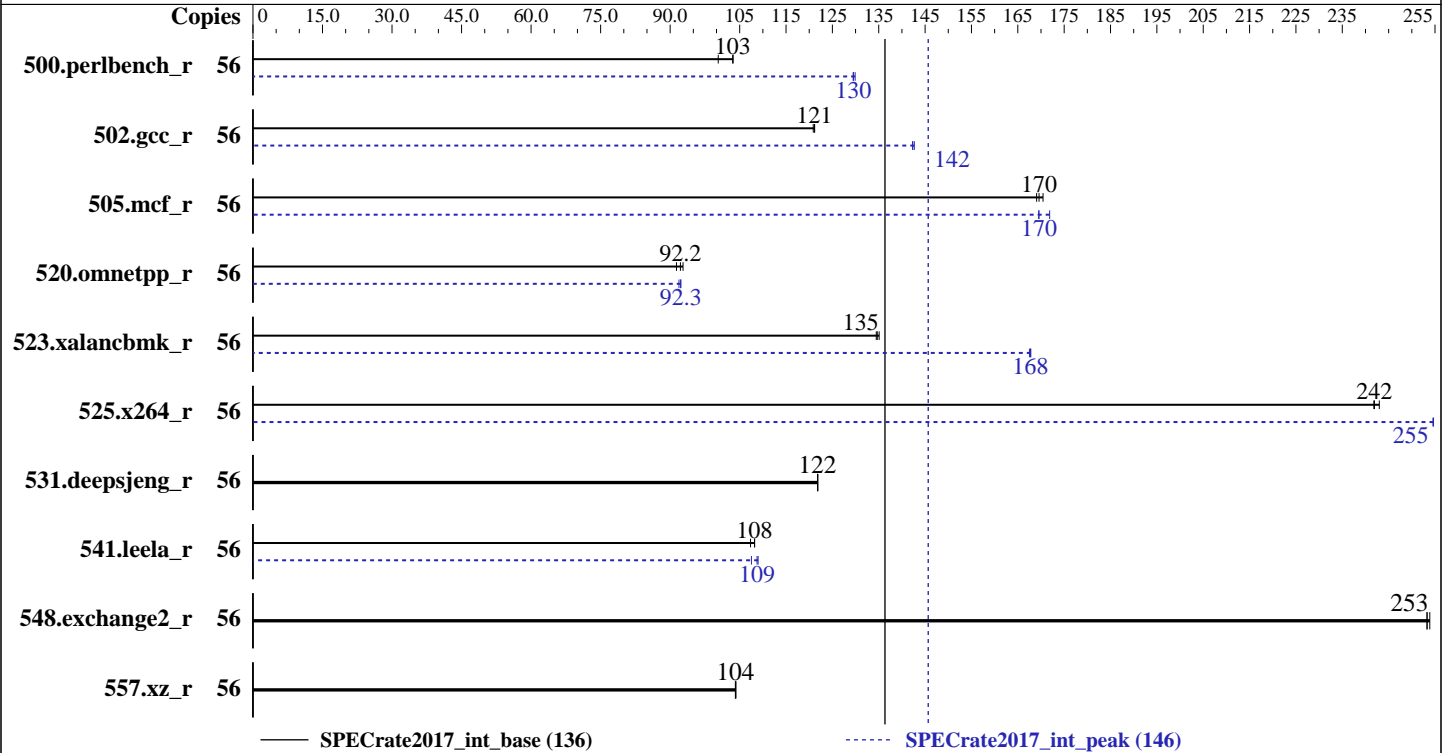 Copies 0 15.0 30.0 45.0 60.0 75.0 90.0 105 115 125 135 145 155 165 175 185 195 205 215 225 235 255
103
500.perlbench_r 56
130
121
502.gcc_r 56
142
170
505.mcf_r 56
170
92.2
520.omnetpp_r 56
92.3
135
523.xalancbmk_r 56
168
242
525.x264_r 56
255
122
531.deepsjeng_r 56
108
541.leela_r 56
109
253
548.exchange2_r 56
104
557.xz_r 56
SPECrate2017_int_base (136) SPECrate2017_int_peak (146)